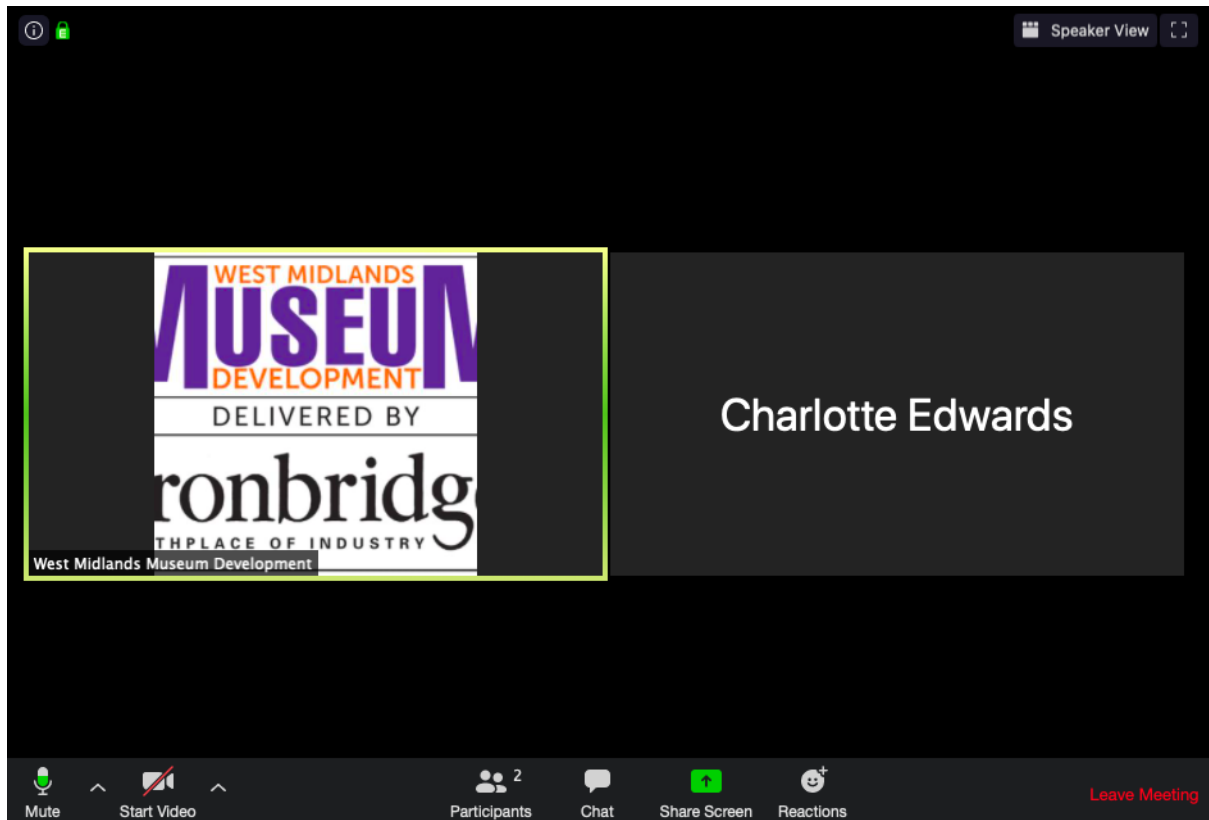 Speaker View
WEST MIDLANDS
MUSEUM
DEVELOPMENT
DELIVERED BY
ronbridg
THPLACE OF INDUSTRY
West Midlands Museum Development
Charlotte Edwards
2
Mute
Start Video
Participants
Chat
Share Screen
Reactions
Leave Meeting